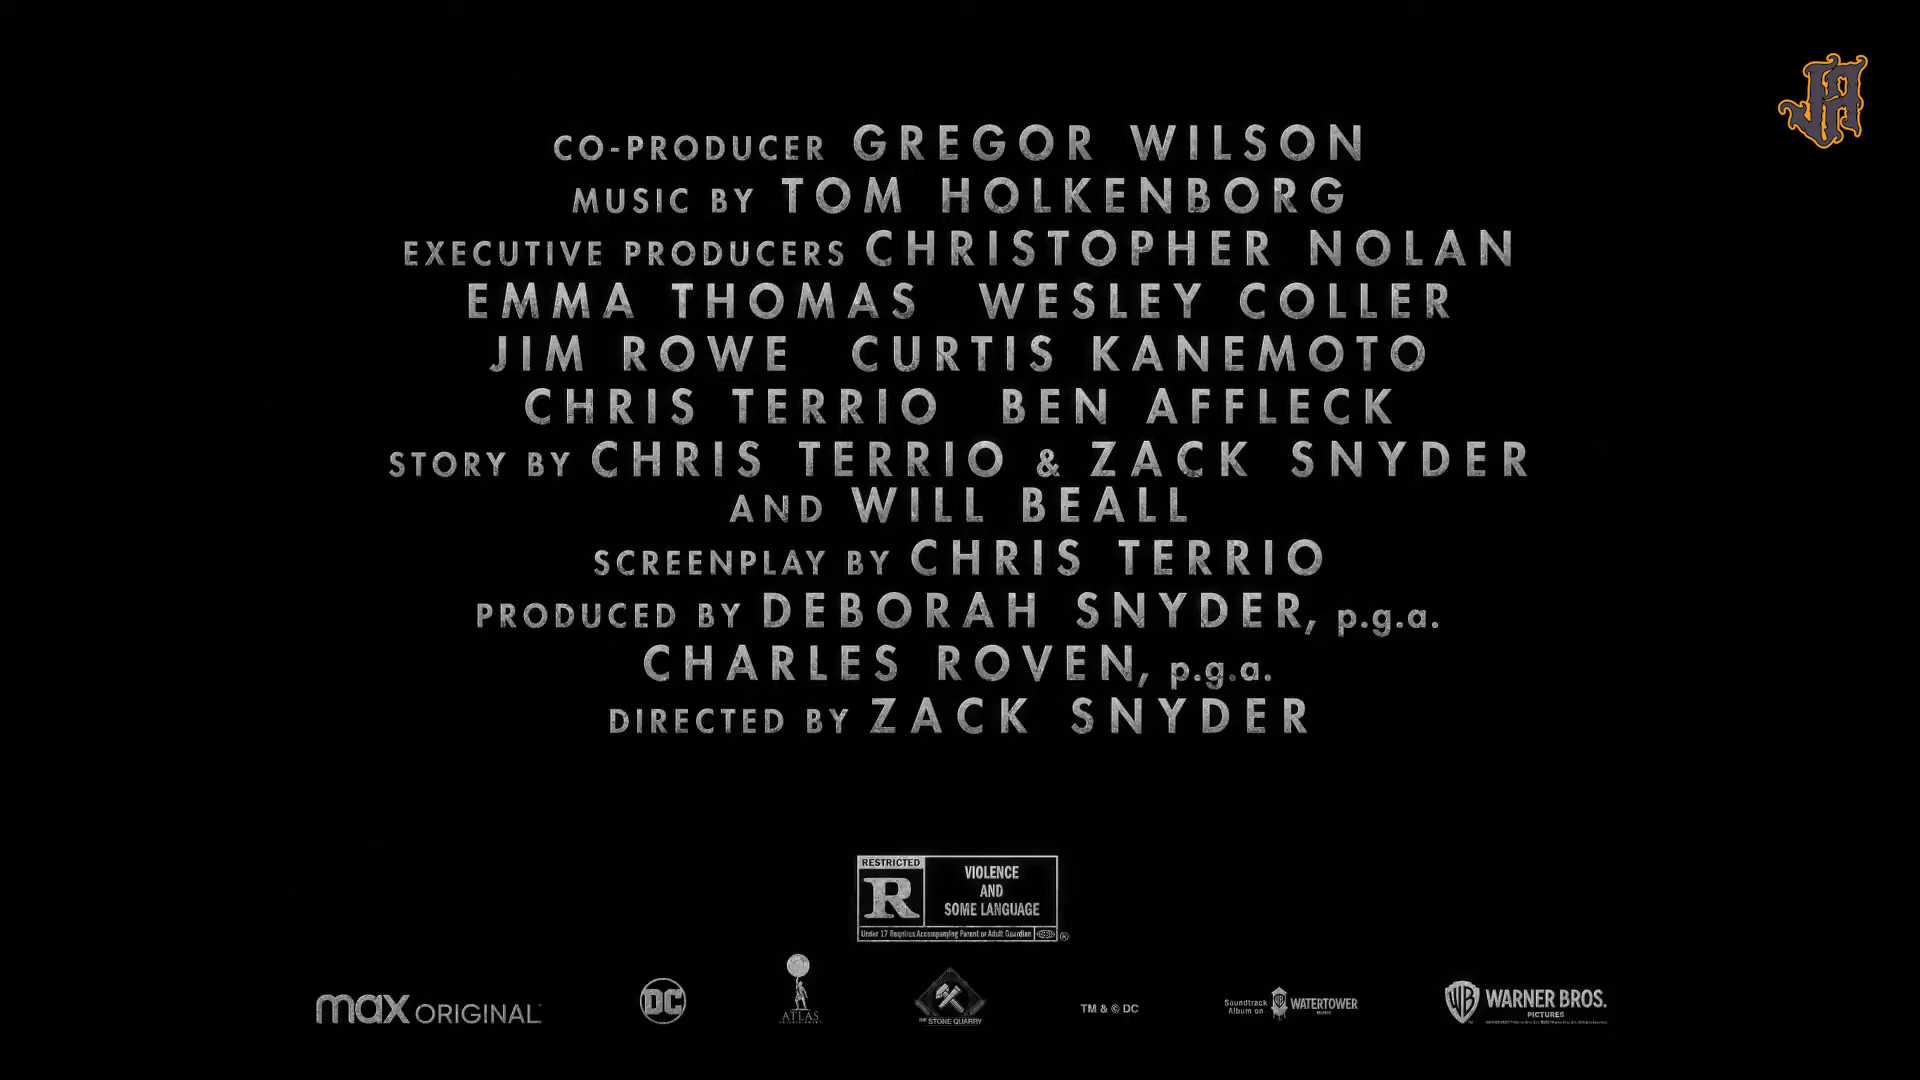 JA
CO-PRODUCER GREGOR WILSON
MUSIC BY TOM HOLKENBORG
EXECUTIVE PRODUCERS CHRISTOPHER NOLAN
EMMA THOMAS WESLEY COLLER
JIM ROWE CURTIS KANEMOTO
CHRIS TERRIO BEN AFFLECK
STORY BY CHRIS TERRIO & ZACK SNYDER
AND WILL BEALL
SCREENPLAY BY CHRIS TERRIO
PRODUCED BY DEBORAH SNYDER, p.g.a.
CHARLES ROVEN, p.g.a.
DIRECTED BY ZACK SNYDER
RESTRICTED
R
VIOLENCE
AND
SOME LANGUAGE
Under 17 Requires Accompanying Parent or Adult Guardian ®
max ORIGINAL
DC
ATLAS
ENTERTAINMENT
THE STONE QUARRY
TM & © DC
Soundtrack
Album on
WATERTOWER
MUSIC
WB WARNER BROS.
PICTURES